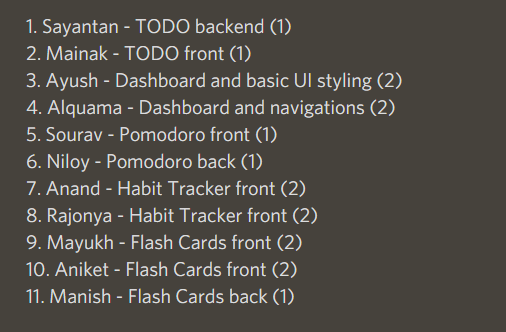 1. Sayantan - TODO backend (1)
2. Mainak - TODO front (1)
3. Ayush - Dashboard and basic UI styling (2)
4. Alquama - Dashboard and navigations (2)
5. Sourav - Pomodoro front (1)
6. Niloy - Pomodoro back (1)
7. Anand - Habit Tracker front (2)
8. Rajonya - Habit Tracker front (2)
9. Mayukh - Flash Cards front (2)
10. Aniket - Flash Cards front (2)
11. Manish - Flash Cards back (1)